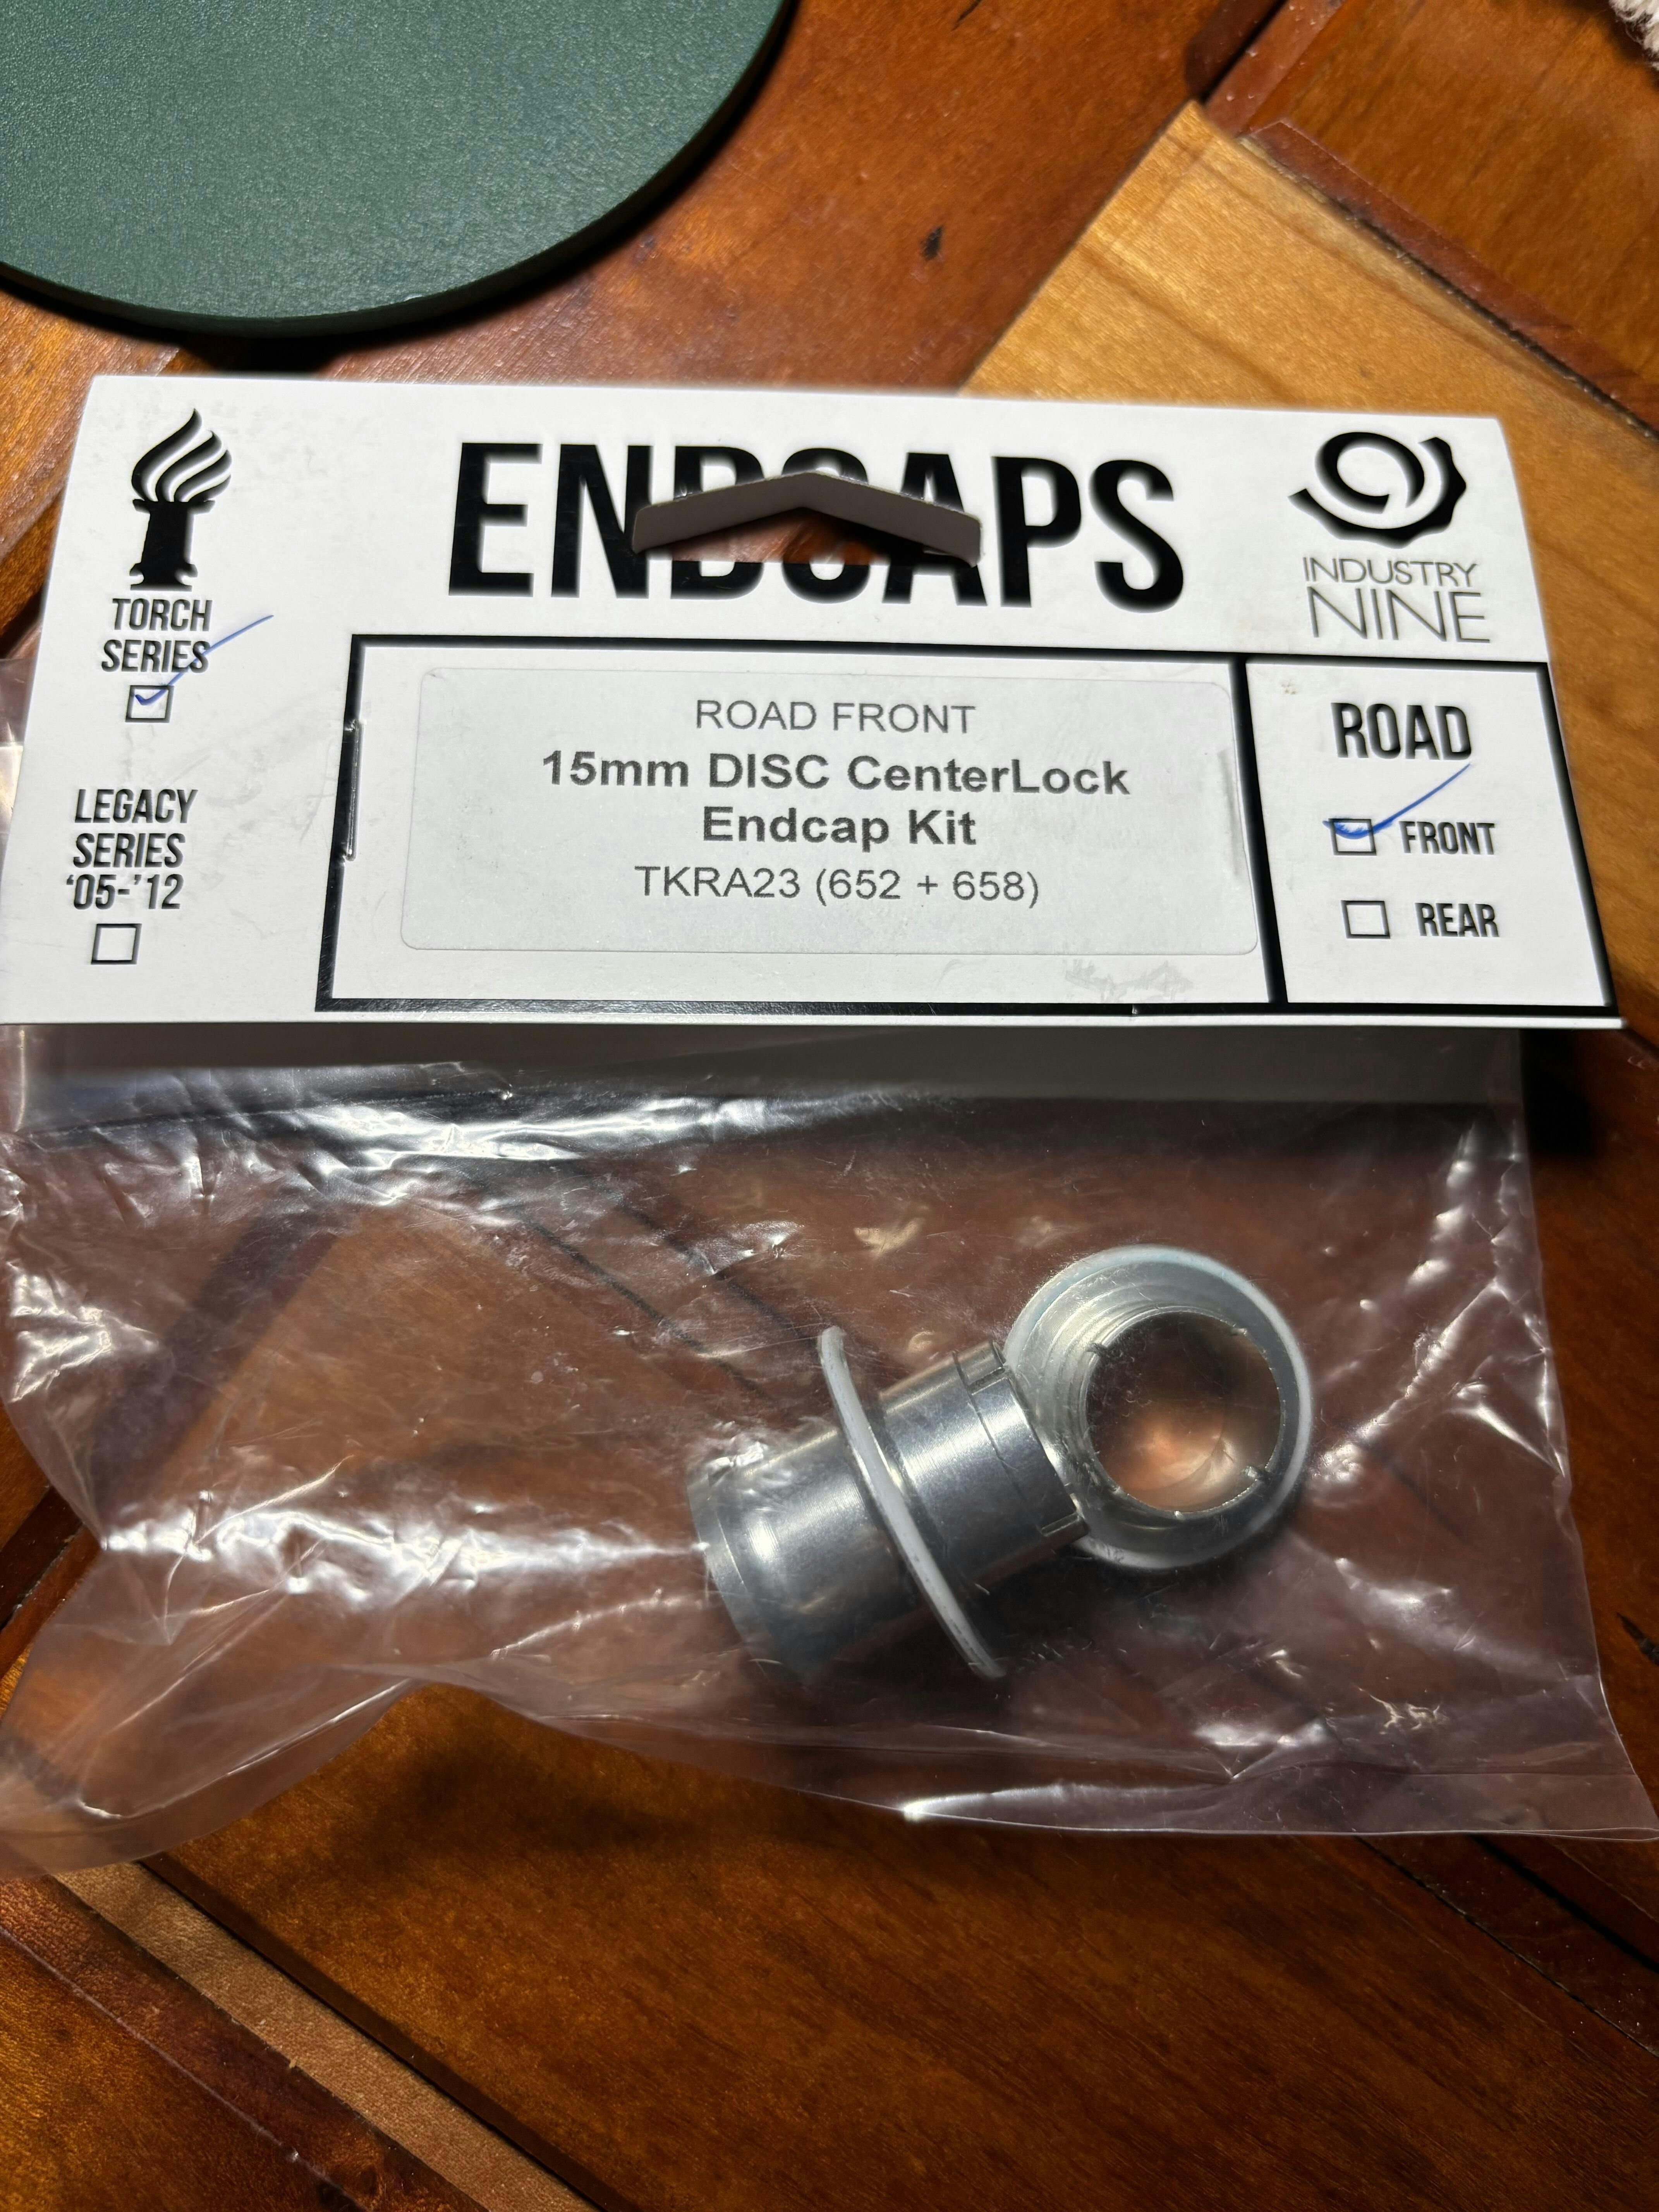 ENDCAPS
INDUSTRY
NINE
TORCH
SERIES
LEGACY
SERIES
‘05-’12
ROAD FRONT
15mm DISC CenterLock
Endcap Kit
TKRA23 (652 + 658)
ROAD
FRONT
REAR